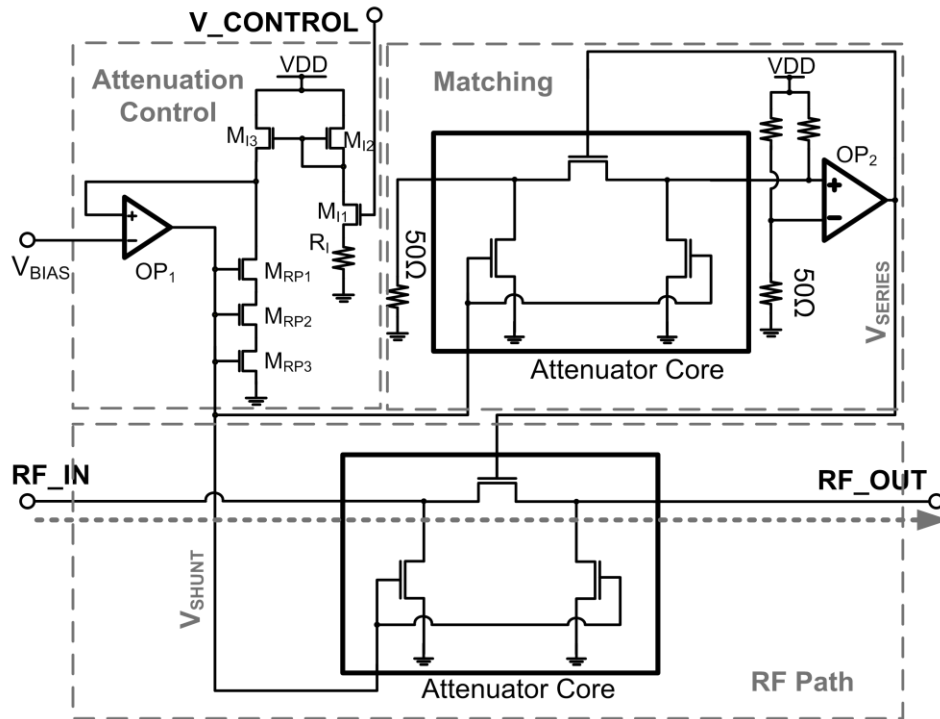 V_CONTROL
Attenuation
Control
VDD
Matching
VDD
M_I3
M_I2
OP_2
+
−
M_I1
R_I
+
−
V_BIAS
OP_1
50Ω
50Ω
M_RP1
M_RP2
M_RP3
V_SERIES
Attenuator Core
RF_IN
RF_OUT
V_SHUNT
Attenuator Core
RF Path